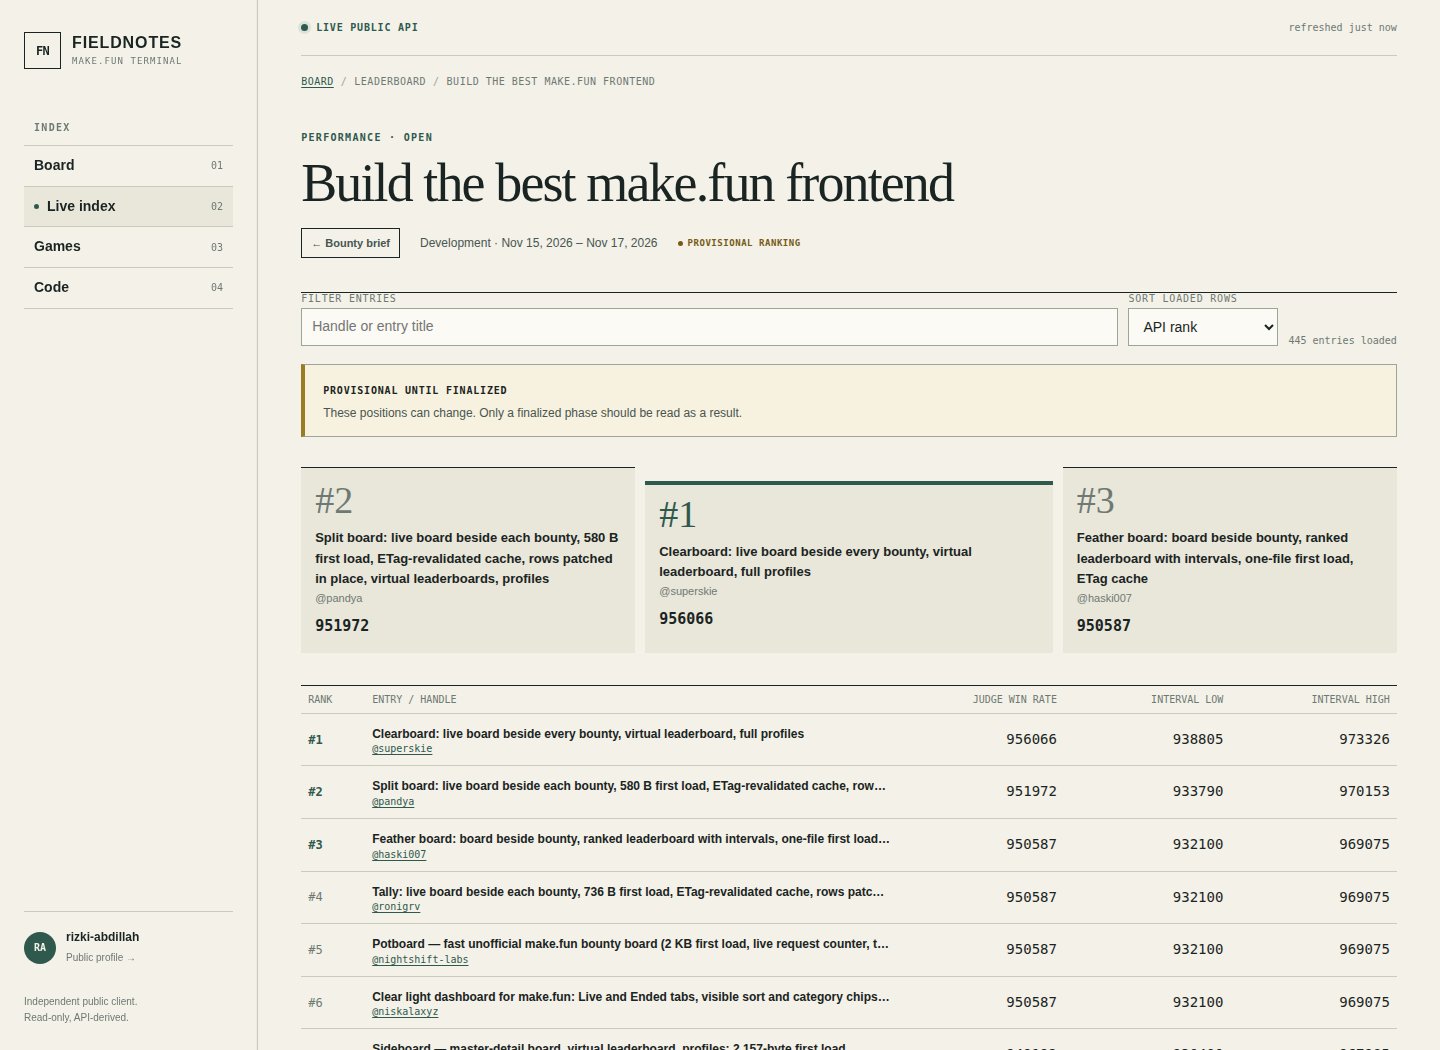 FN
FIELDNOTES
MAKE.FUN TERMINAL
INDEX
Board 01
Live index 02
Games 03
Code 04
RA
rizki-abdillah
Public profile →
Independent public client.
Read-only, API-derived.
LIVE PUBLIC API
refreshed just now
BOARD / LEADERBOARD / BUILD THE BEST MAKE.FUN FRONTEND
PERFORMANCE · OPEN
Build the best make.fun frontend
← Bounty brief
Development · Nov 15, 2026 – Nov 17, 2026
PROVISIONAL RANKING
FILTER ENTRIES
Handle or entry title
SORT LOADED ROWS
API rank
445 entries loaded
PROVISIONAL UNTIL FINALIZED
These positions can change. Only a finalized phase should be read as a result.
#2
Split board: live board beside each bounty, 580 B
first load, ETag-revalidated cache, rows patched
in place, virtual leaderboards, profiles
@pandya
951972
#1
Clearboard: live board beside every bounty, virtual
leaderboard, full profiles
@superskie
956066
#3
Feather board: board beside bounty, ranked
leaderboard with intervals, one-file first load,
ETag cache
@haski007
950587
RANK ENTRY / HANDLE JUDGE WIN RATE INTERVAL LOW INTERVAL HIGH
#1 Clearboard: live board beside every bounty, virtual leaderboard, full profiles 956066 938805 973326
@superskie
#2 Split board: live board beside each bounty, 580 B first load, ETag-revalidated cache, row… 951972 933790 970153
@pandya
#3 Feather board: board beside bounty, ranked leaderboard with intervals, one-file first load… 950587 932100 969075
@haski007
#4 Tally: live board beside each bounty, 736 B first load, ETag-revalidated cache, rows patc… 950587 932100 969075
@ronigrv
#5 Potboard — fast unofficial make.fun bounty board (2 KB first load, live request counter, t… 950587 932100 969075
@nightshift-labs
#6 Clear light dashboard for make.fun: Live and Ended tabs, visible sort and category chips… 950587 932100 969075
@niskalaxyz
Sideboard — master-detail board, virtual leaderboard, profiles: 2,157-byte first load